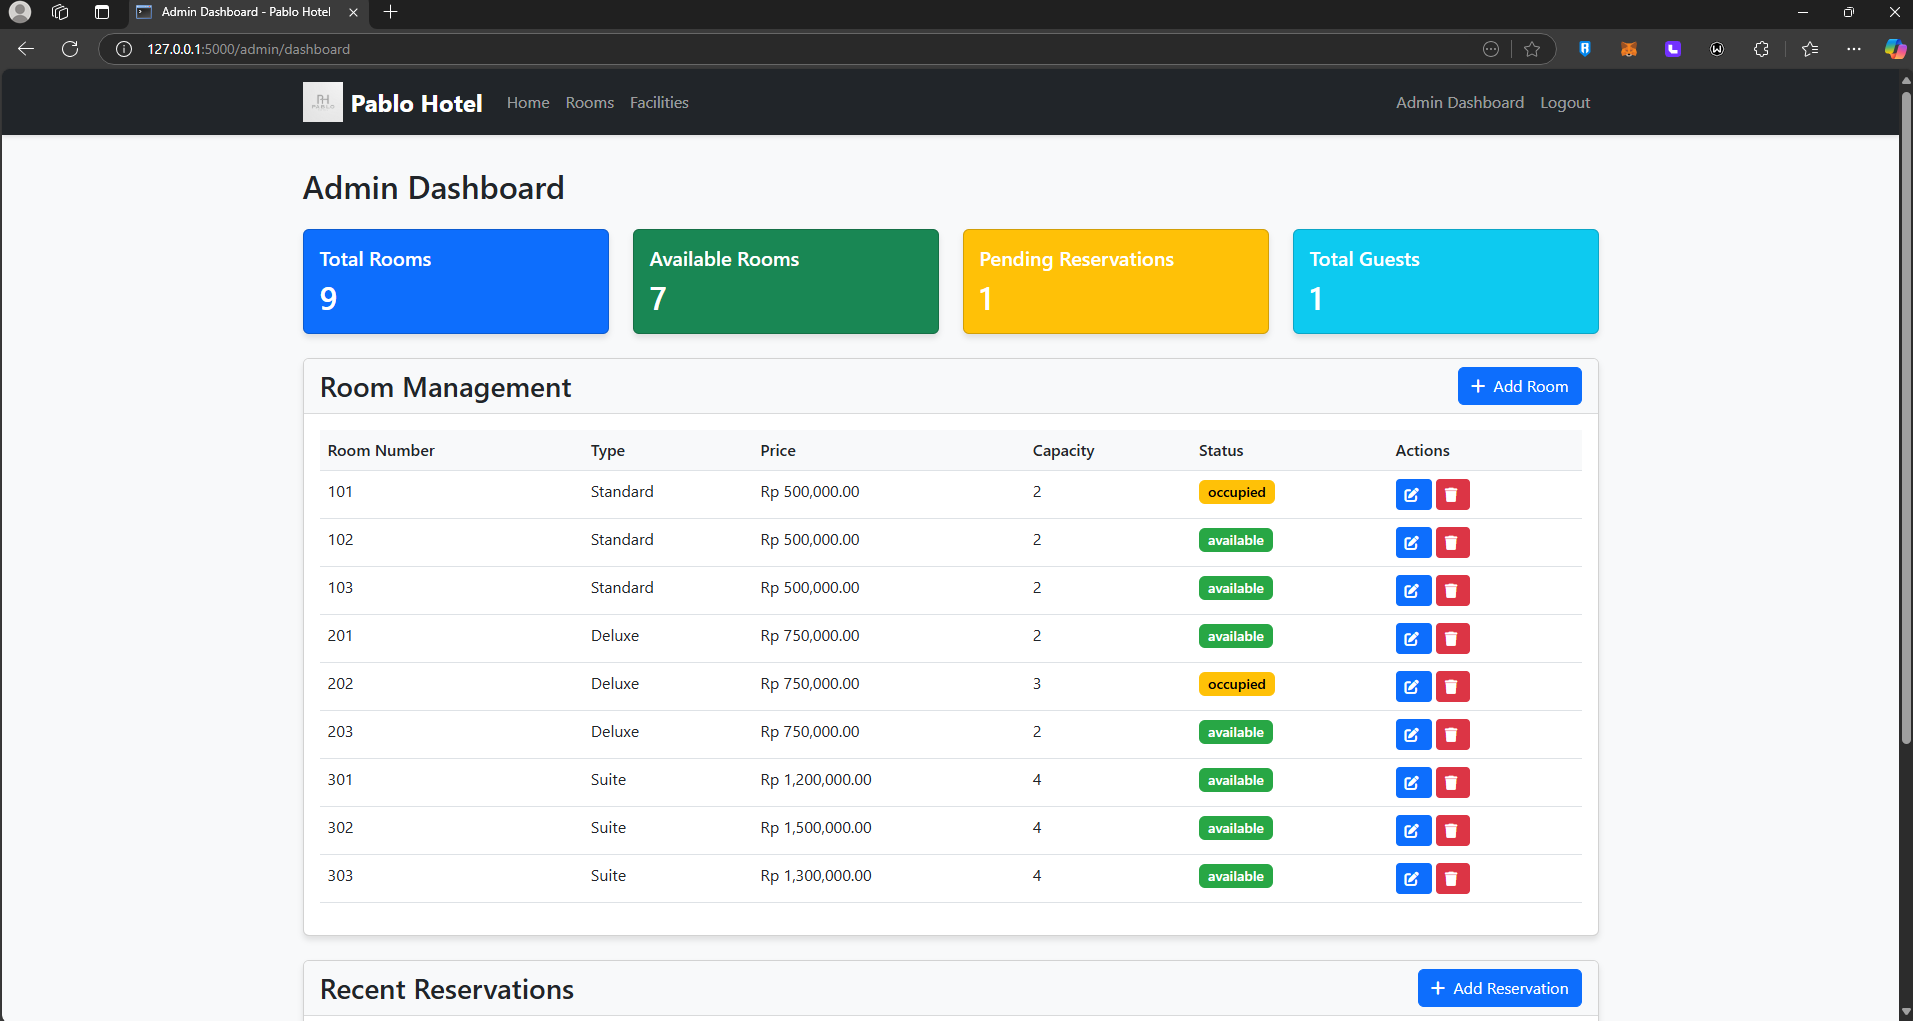 Admin Dashboard - Pablo Hotel
127.0.0.1:5000/admin/dashboard
PABLO Pablo Hotel Home Rooms Facilities Admin Dashboard Logout
Admin Dashboard
Total Rooms
9
Available Rooms
7
Pending Reservations
1
Total Guests
1
Room Management + Add Room
Room Number Type Price Capacity Status Actions
101 Standard Rp 500,000.00 2 occupied
102 Standard Rp 500,000.00 2 available
103 Standard Rp 500,000.00 2 available
201 Deluxe Rp 750,000.00 2 available
202 Deluxe Rp 750,000.00 3 occupied
203 Deluxe Rp 750,000.00 2 available
301 Suite Rp 1,200,000.00 4 available
302 Suite Rp 1,500,000.00 4 available
303 Suite Rp 1,300,000.00 4 available
Recent Reservations + Add Reservation